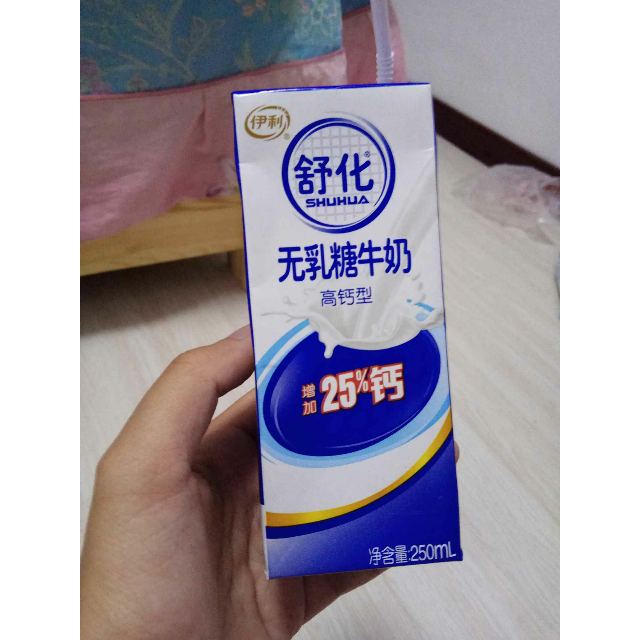 伊利®
舒化®
SHUHUA
无乳糖牛奶
高钙型
增加 25%钙
净含量:250mL